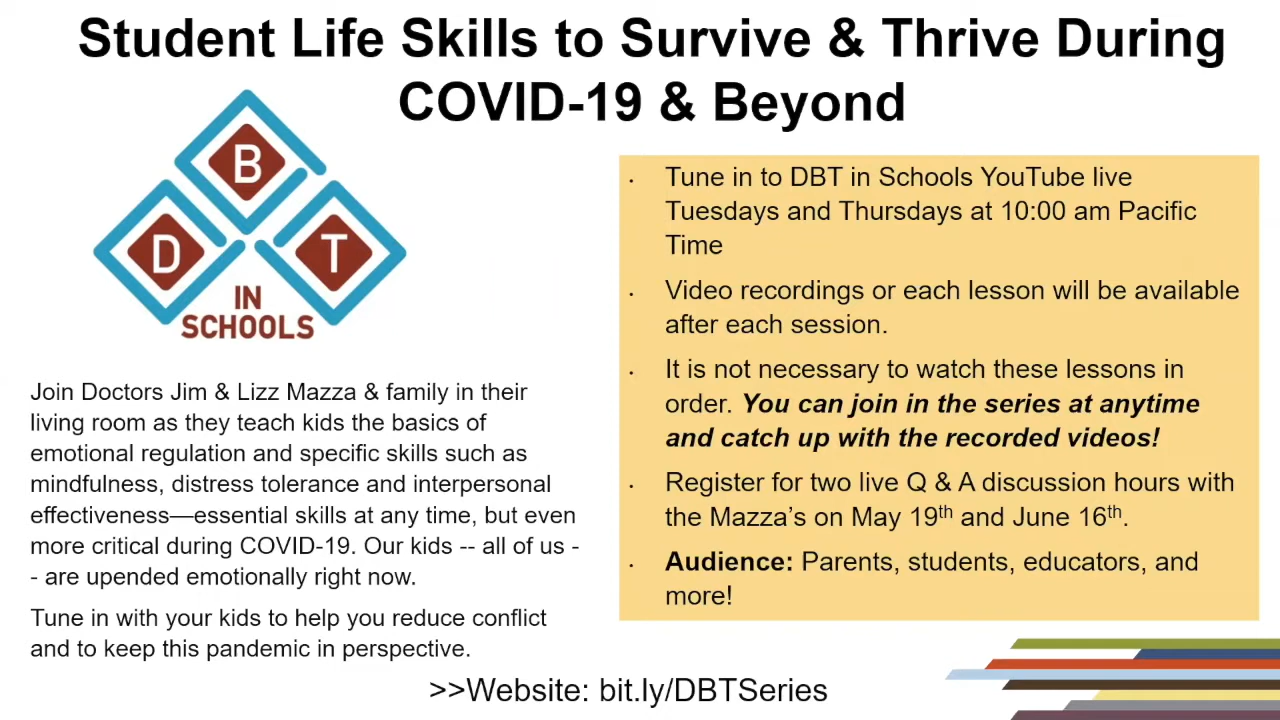 Student Life Skills to Survive & Thrive During
COVID-19 & Beyond
B
D
T
IN
SCHOOLS
Join Doctors Jim & Lizz Mazza & family in their
living room as they teach kids the basics of
emotional regulation and specific skills such as
mindfulness, distress tolerance and interpersonal
effectiveness—essential skills at any time, but even
more critical during COVID-19. Our kids -- all of us -
- are upended emotionally right now.
Tune in with your kids to help you reduce conflict
and to keep this pandemic in perspective.
• Tune in to DBT in Schools YouTube live
Tuesdays and Thursdays at 10:00 am Pacific
Time
• Video recordings or each lesson will be available
after each session.
• It is not necessary to watch these lessons in
order. You can join in the series at anytime
and catch up with the recorded videos!
• Register for two live Q & A discussion hours with
the Mazza’s on May 19th and June 16th.
• Audience: Parents, students, educators, and
more!
>>Website: bit.ly/DBTSeries